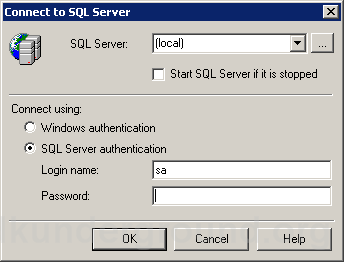 Connect to SQL Server
SQL Server: (local) ...
Start SQL Server if it is stopped
Connect using:
Windows authentication
SQL Server authentication
Login name: sa
Password:
OK Cancel Help